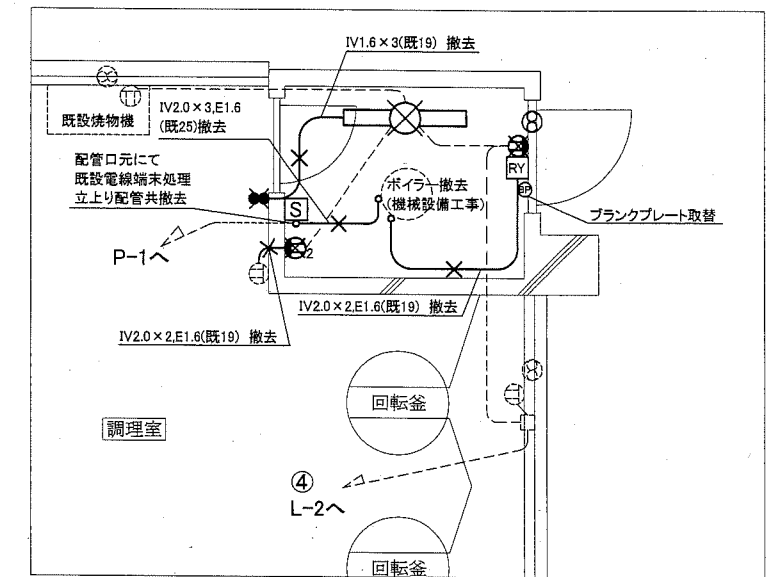 IV1.6×3(既19) 撤去
IV2.0×3,E1.6
(既25)撤去
既設焼物機
配管口元にて
既設電線端末処理
立上り配管共撤去
S
ボイラー撤去
(機械設備工事)
RY
BP
ブランクプレート取替
P-1へ
2
IV2.0×2,E1.6(既19) 撤去
IV2.0×2,E1.6(既19) 撤去
回転釜
調理室
④
L-2へ
回転釜